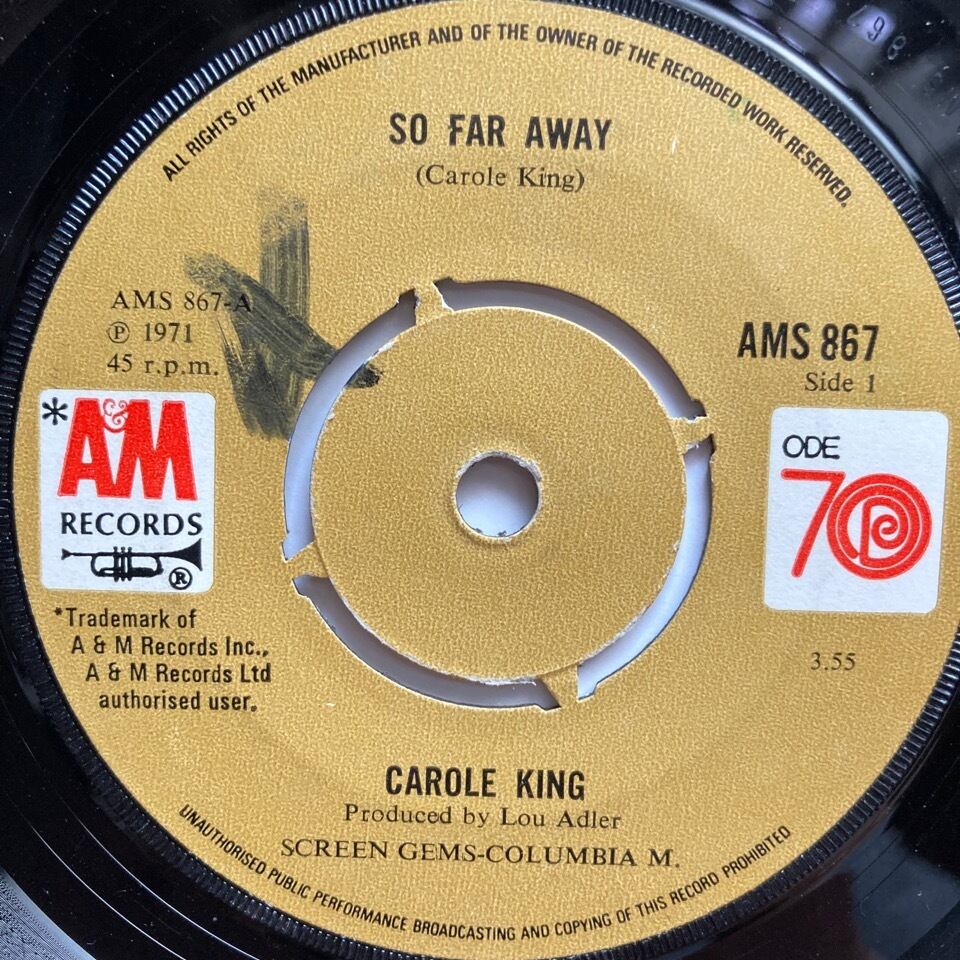 ALL RIGHTS OF THE MANUFACTURER AND OF THE OWNER OF THE RECORDED WORK RESERVED.
SO FAR AWAY
(Carole King)
AMS 867-A
℗ 1971
45 r.p.m.
AMS 867
Side 1
*A&M
RECORDS
®
ODE
70
*Trademark of
A & M Records Inc.,
A & M Records Ltd
authorised user.
3.55
CAROLE KING
Produced by Lou Adler
SCREEN GEMS-COLUMBIA M.
UNAUTHORISED PUBLIC PERFORMANCE BROADCASTING AND COPYING OF THIS RECORD PROHIBITED